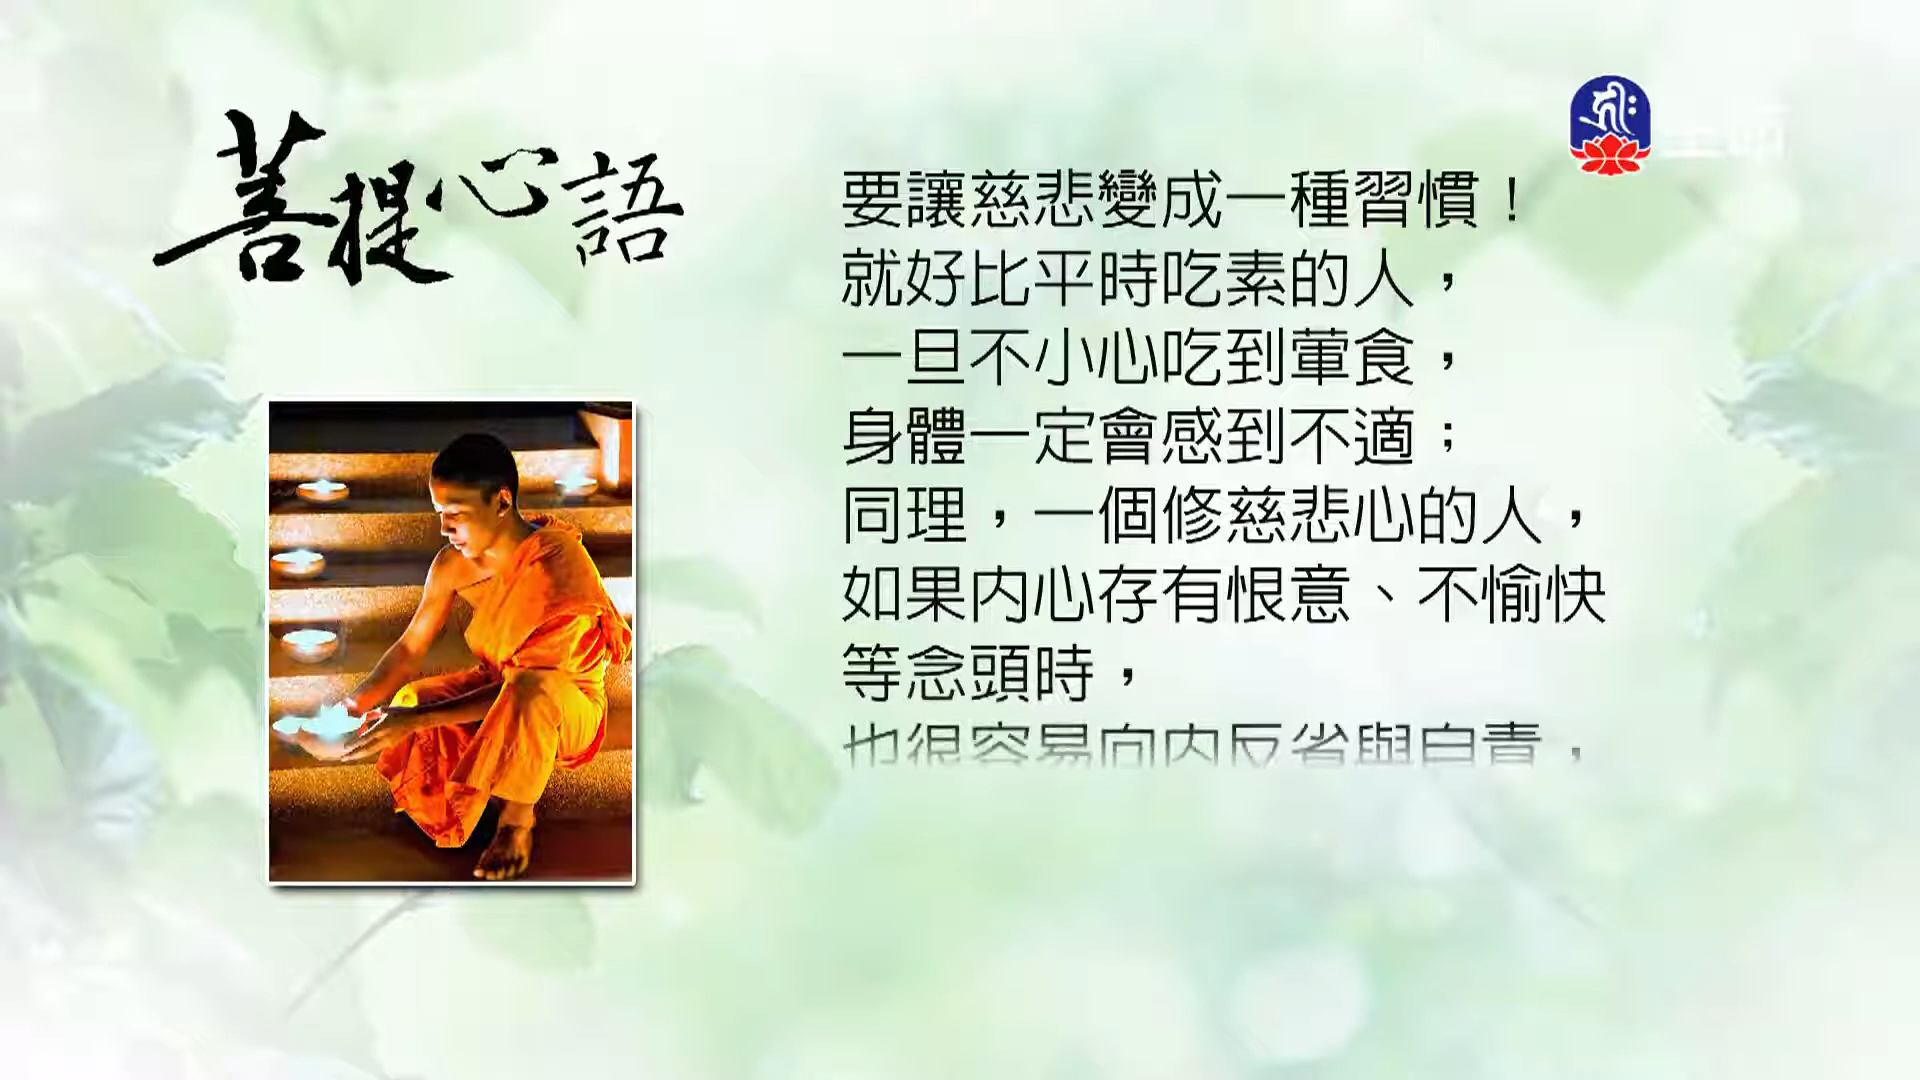 菩提心語
要讓慈悲變成一種習慣！
就好比平時吃素的人，
一旦不小心吃到葷食，
身體一定會感到不適；
同理，一個修慈悲心的人，
如果內心存有恨意、不愉快
等念頭時，
也很容易向內反省與自責，